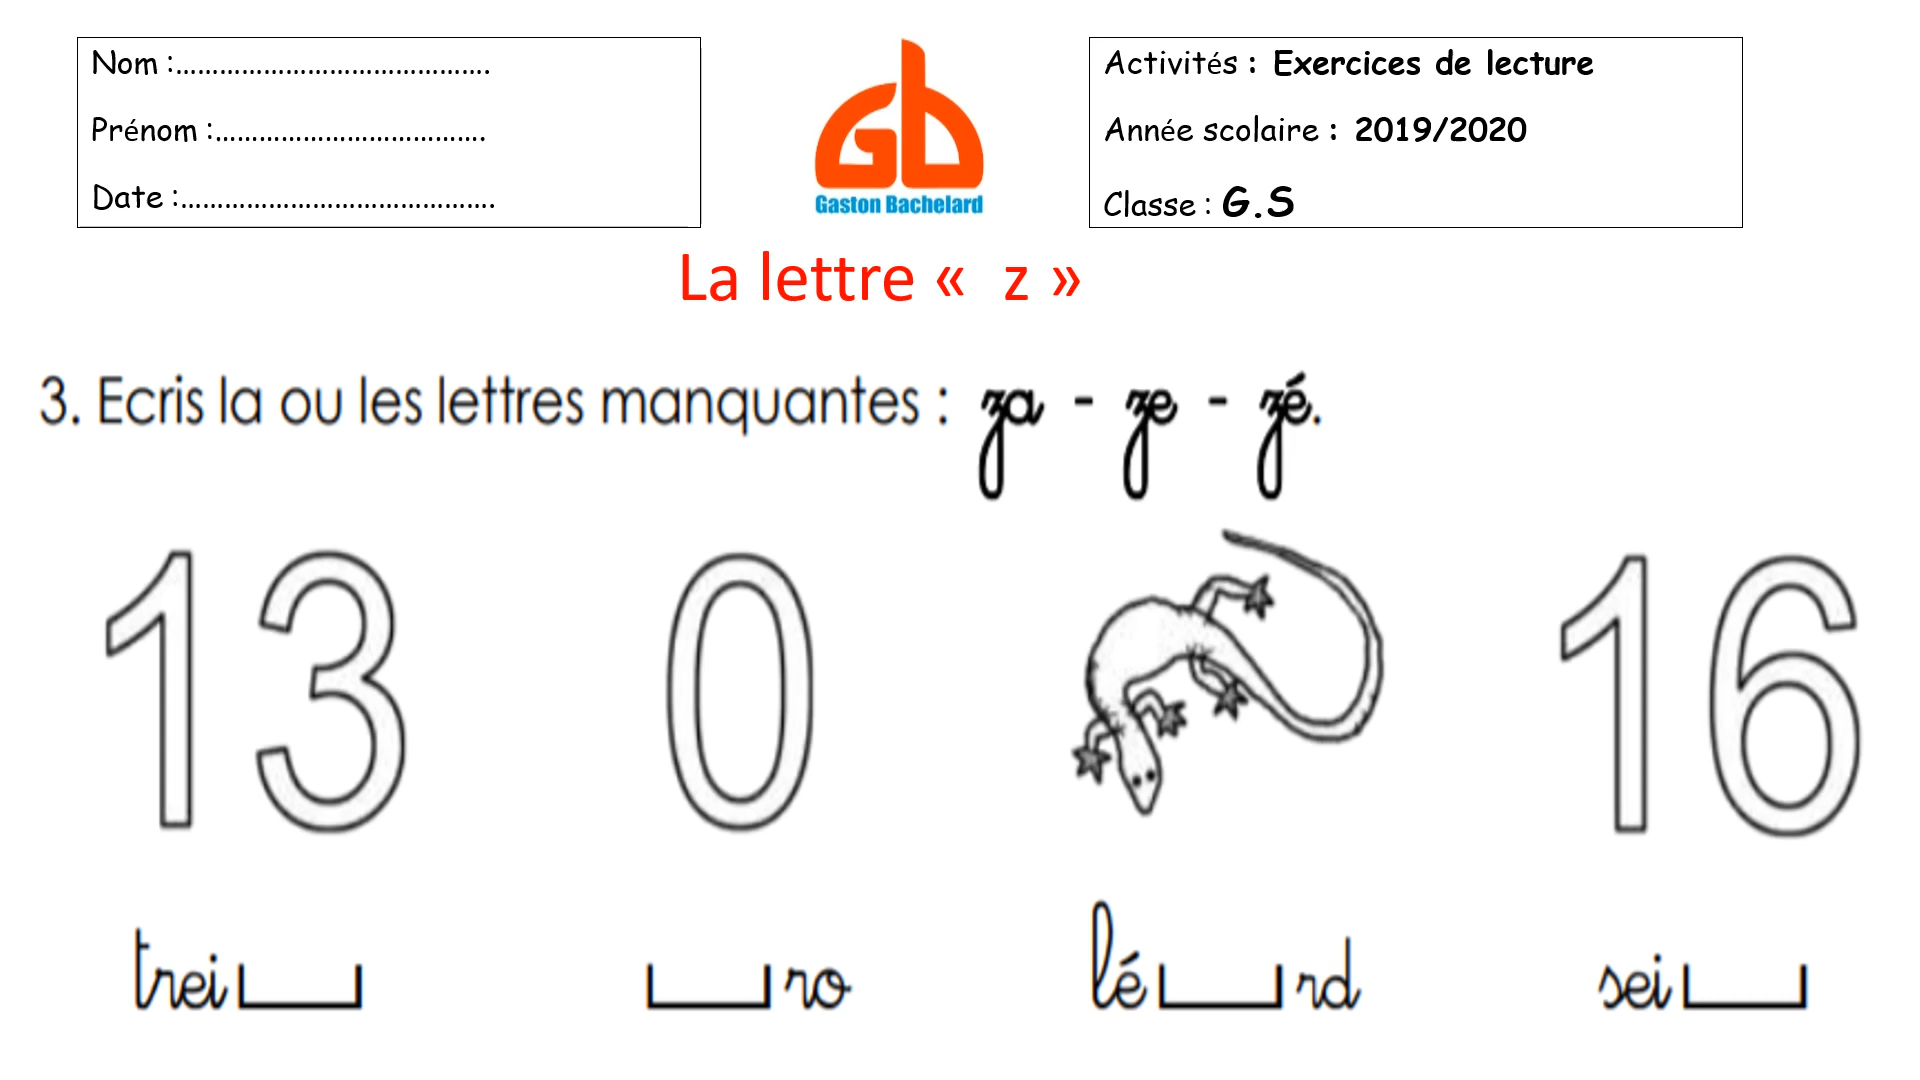 Nom :...........................................
Prénom :.....................................
Date :...........................................
Gb
Gaston Bachelard
Activités : Exercices de lecture
Année scolaire : 2019/2020
Classe : G.S
La lettre «  z »
3. Ecris la ou les lettres manquantes : za - ze - zé.
13 0 16
trei ro lé rd sei